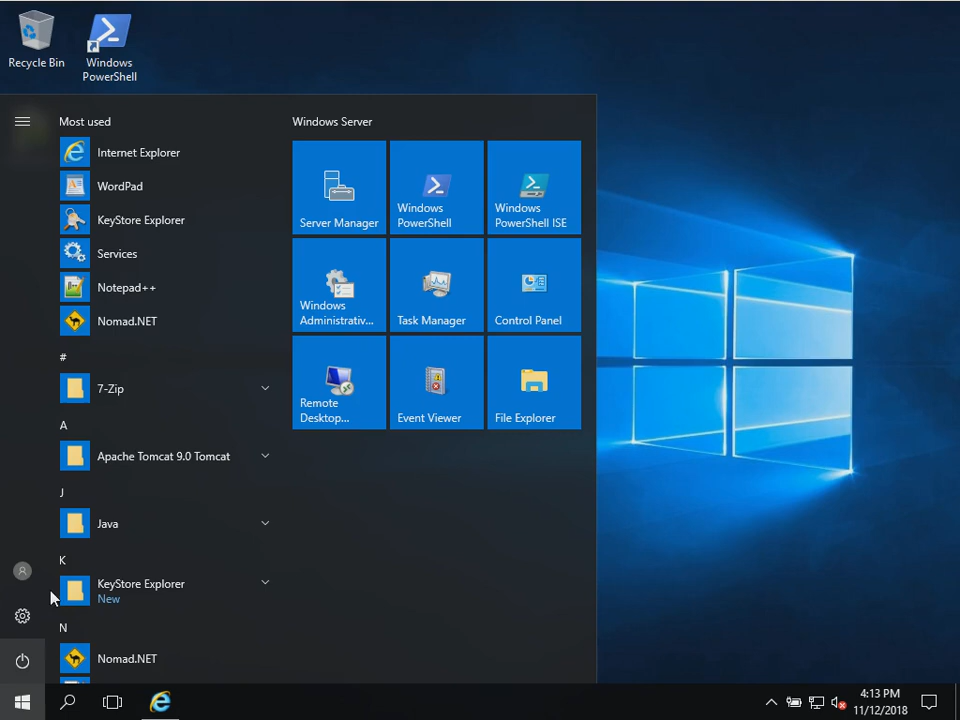 Recycle Bin
Windows
PowerShell
Most used
Internet Explorer
WordPad
KeyStore Explorer
Services
Notepad++
Nomad.NET
#
7-Zip
A
Apache Tomcat 9.0 Tomcat
J
Java
K
KeyStore Explorer
New
N
Nomad.NET
Windows Server
Server Manager
Windows
PowerShell
Windows
PowerShell ISE
Windows
Administrativ...
Task Manager
Control Panel
Remote
Desktop...
Event Viewer
File Explorer
4:13 PM
11/12/2018